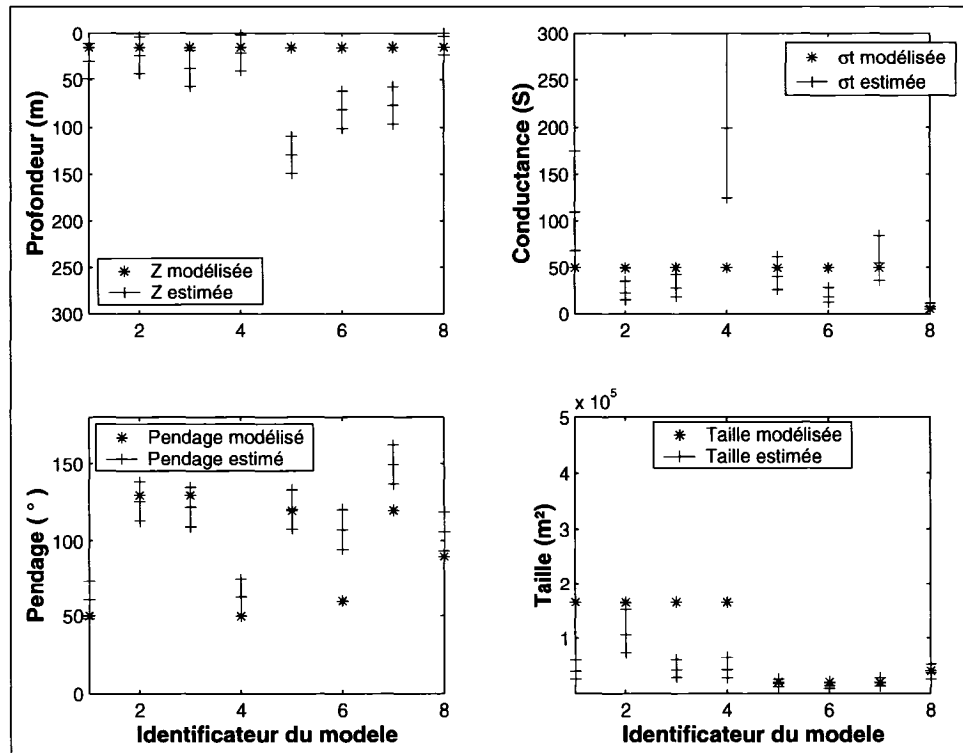 0
50
100
150
200
250
300
Profondeur (m)
Z modélisée
Z estimée
2
4
6
8
300
250
200
150
100
50
0
Conductance (S)
σt modélisée
σt estimée
2
4
6
8
150
100
50
0
Pendage ( ° )
Pendage modélisé
Pendage estimé
2
4
6
8
Identificateur du modele
x 10⁵
5
4
3
2
1
0
Taille (m²)
Taille modélisée
Taille estimée
2
4
6
8
Identificateur du modele